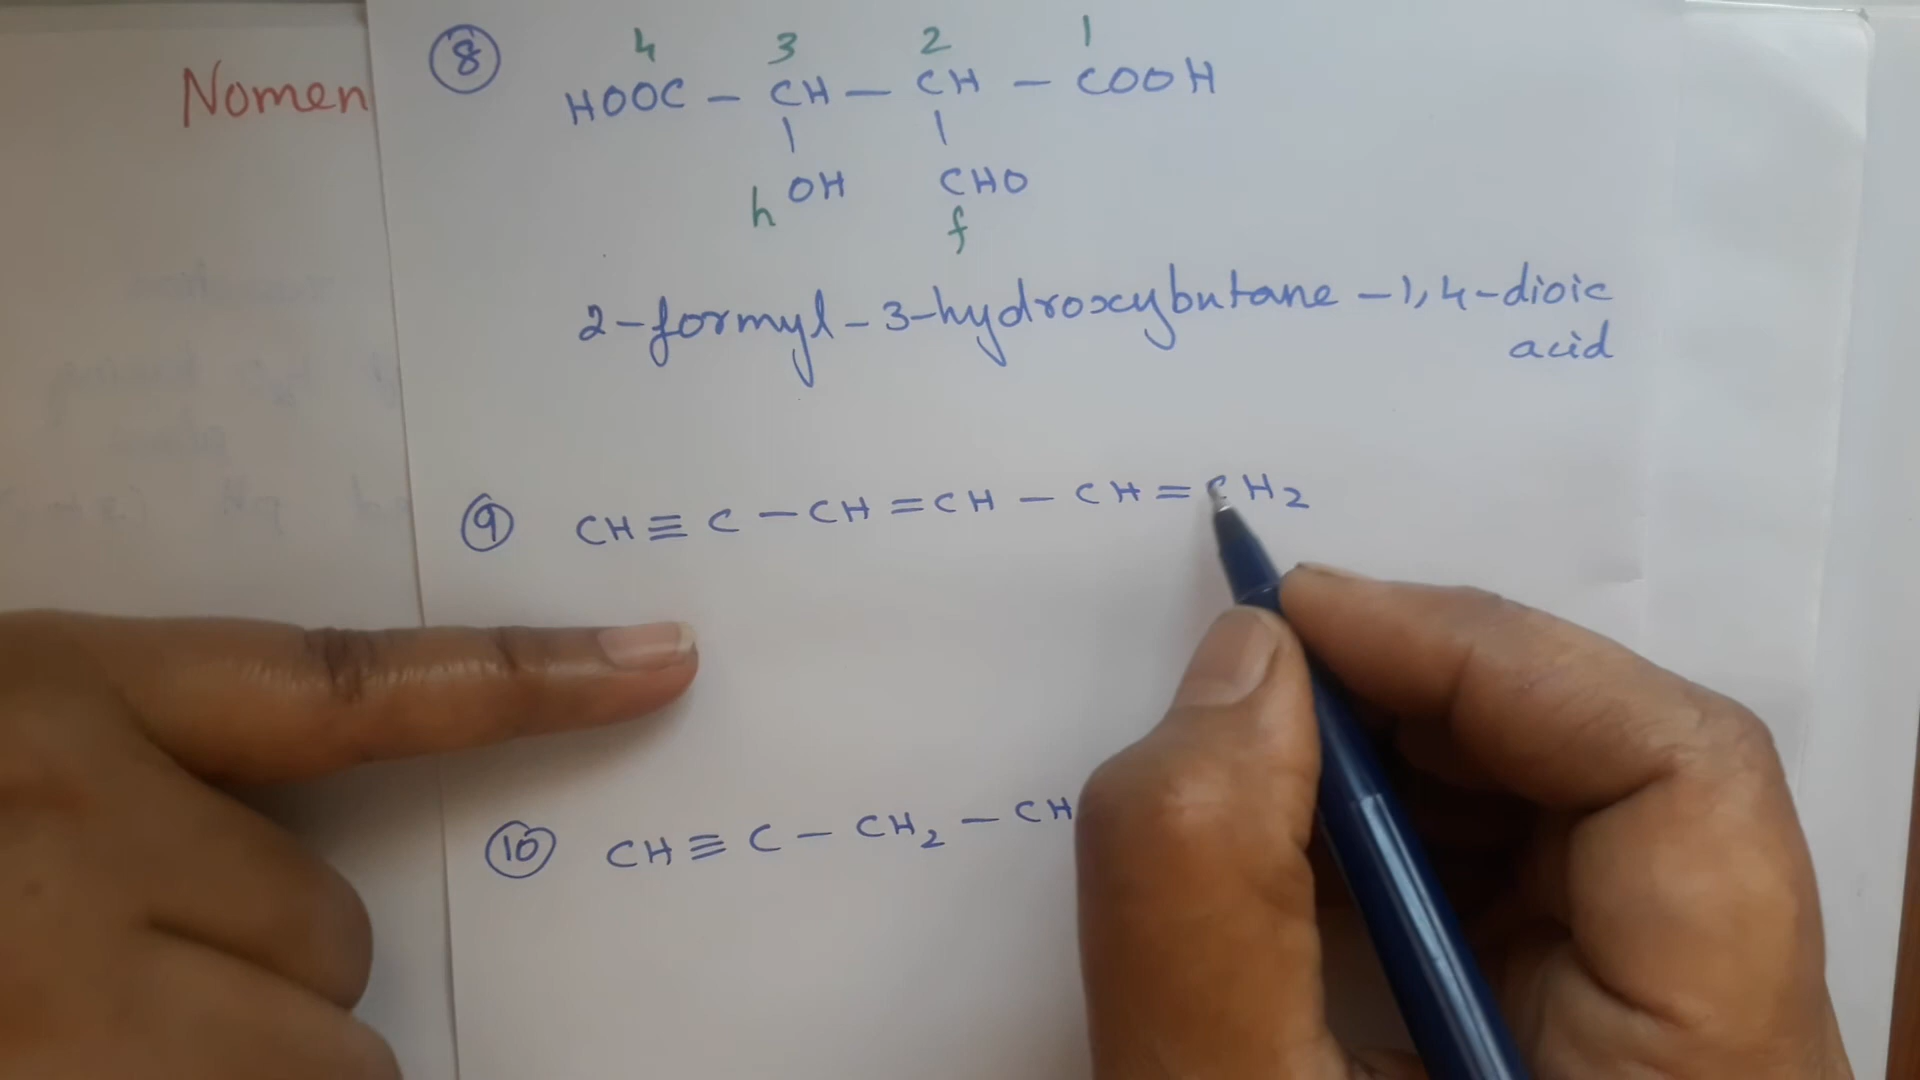 Nomen
⑧
4 3 2 1
HOOC – CH – CH – COOH
| |
OH CHO
h f
2-formyl-3-hydroxybutane-1,4-dioic
acid
⑨ CH≡C–CH=CH–CH=CH2
⑩ CH≡C–CH2–CH